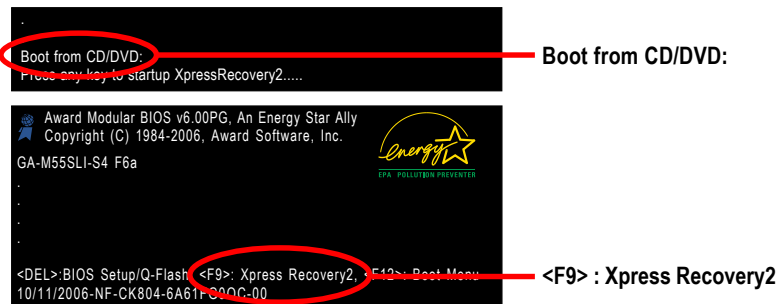 .
Boot from CD/DVD:
Press any key to startup XpressRecovery2.....
Boot from CD/DVD:
Award Modular BIOS v6.00PG, An Energy Star Ally
Copyright (C) 1984-2006, Award Software, Inc.
energy
EPA POLLUTION PREVENTER
GA-M55SLI-S4 F6a
.
.
.
.
<DEL>:BIOS Setup/Q-Flash, <F9>: Xpress Recovery2, <F12>: Boot Menu
10/11/2006-NF-CK804-6A61FG0QC-00
<F9> : Xpress Recovery2